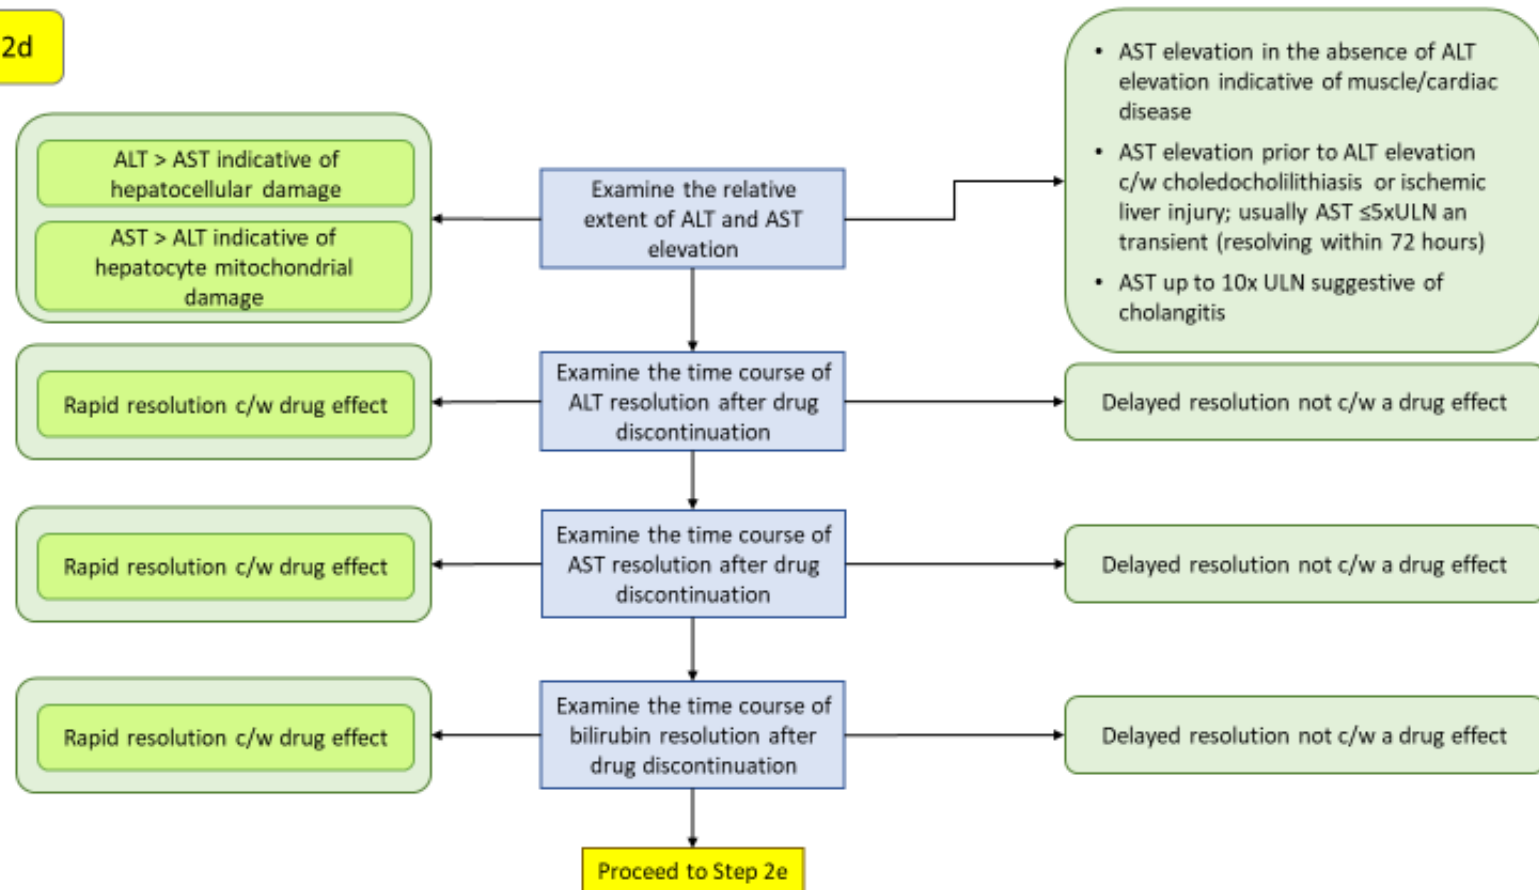 2d
ALT > AST indicative of
hepatocellular damage
AST > ALT indicative of
hepatocyte mitochondrial
damage
Examine the relative
extent of ALT and AST
elevation
• AST elevation in the absence of ALT
elevation indicative of muscle/cardiac
disease
• AST elevation prior to ALT elevation
c/w choledocholilithiasis or ischemic
liver injury; usually AST ≤5xULN an
transient (resolving within 72 hours)
• AST up to 10x ULN suggestive of
cholangitis
Rapid resolution c/w drug effect
Examine the time course of
ALT resolution after drug
discontinuation
Delayed resolution not c/w a drug effect
Rapid resolution c/w drug effect
Examine the time course of
AST resolution after drug
discontinuation
Delayed resolution not c/w a drug effect
Rapid resolution c/w drug effect
Examine the time course of
bilirubin resolution after
drug discontinuation
Delayed resolution not c/w a drug effect
Proceed to Step 2e